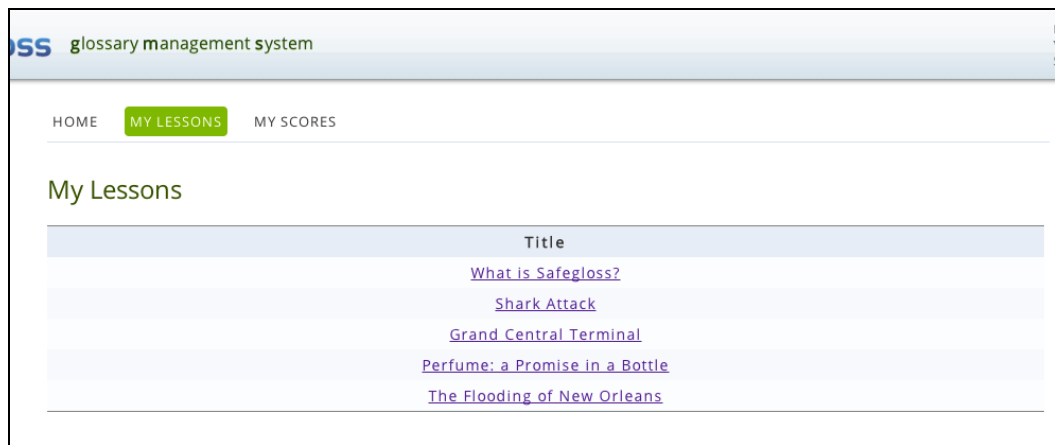 glossary management system
HOME MY LESSONS MY SCORES
My Lessons
Title
What is Safegloss?
Shark Attack
Grand Central Terminal
Perfume: a Promise in a Bottle
The Flooding of New Orleans